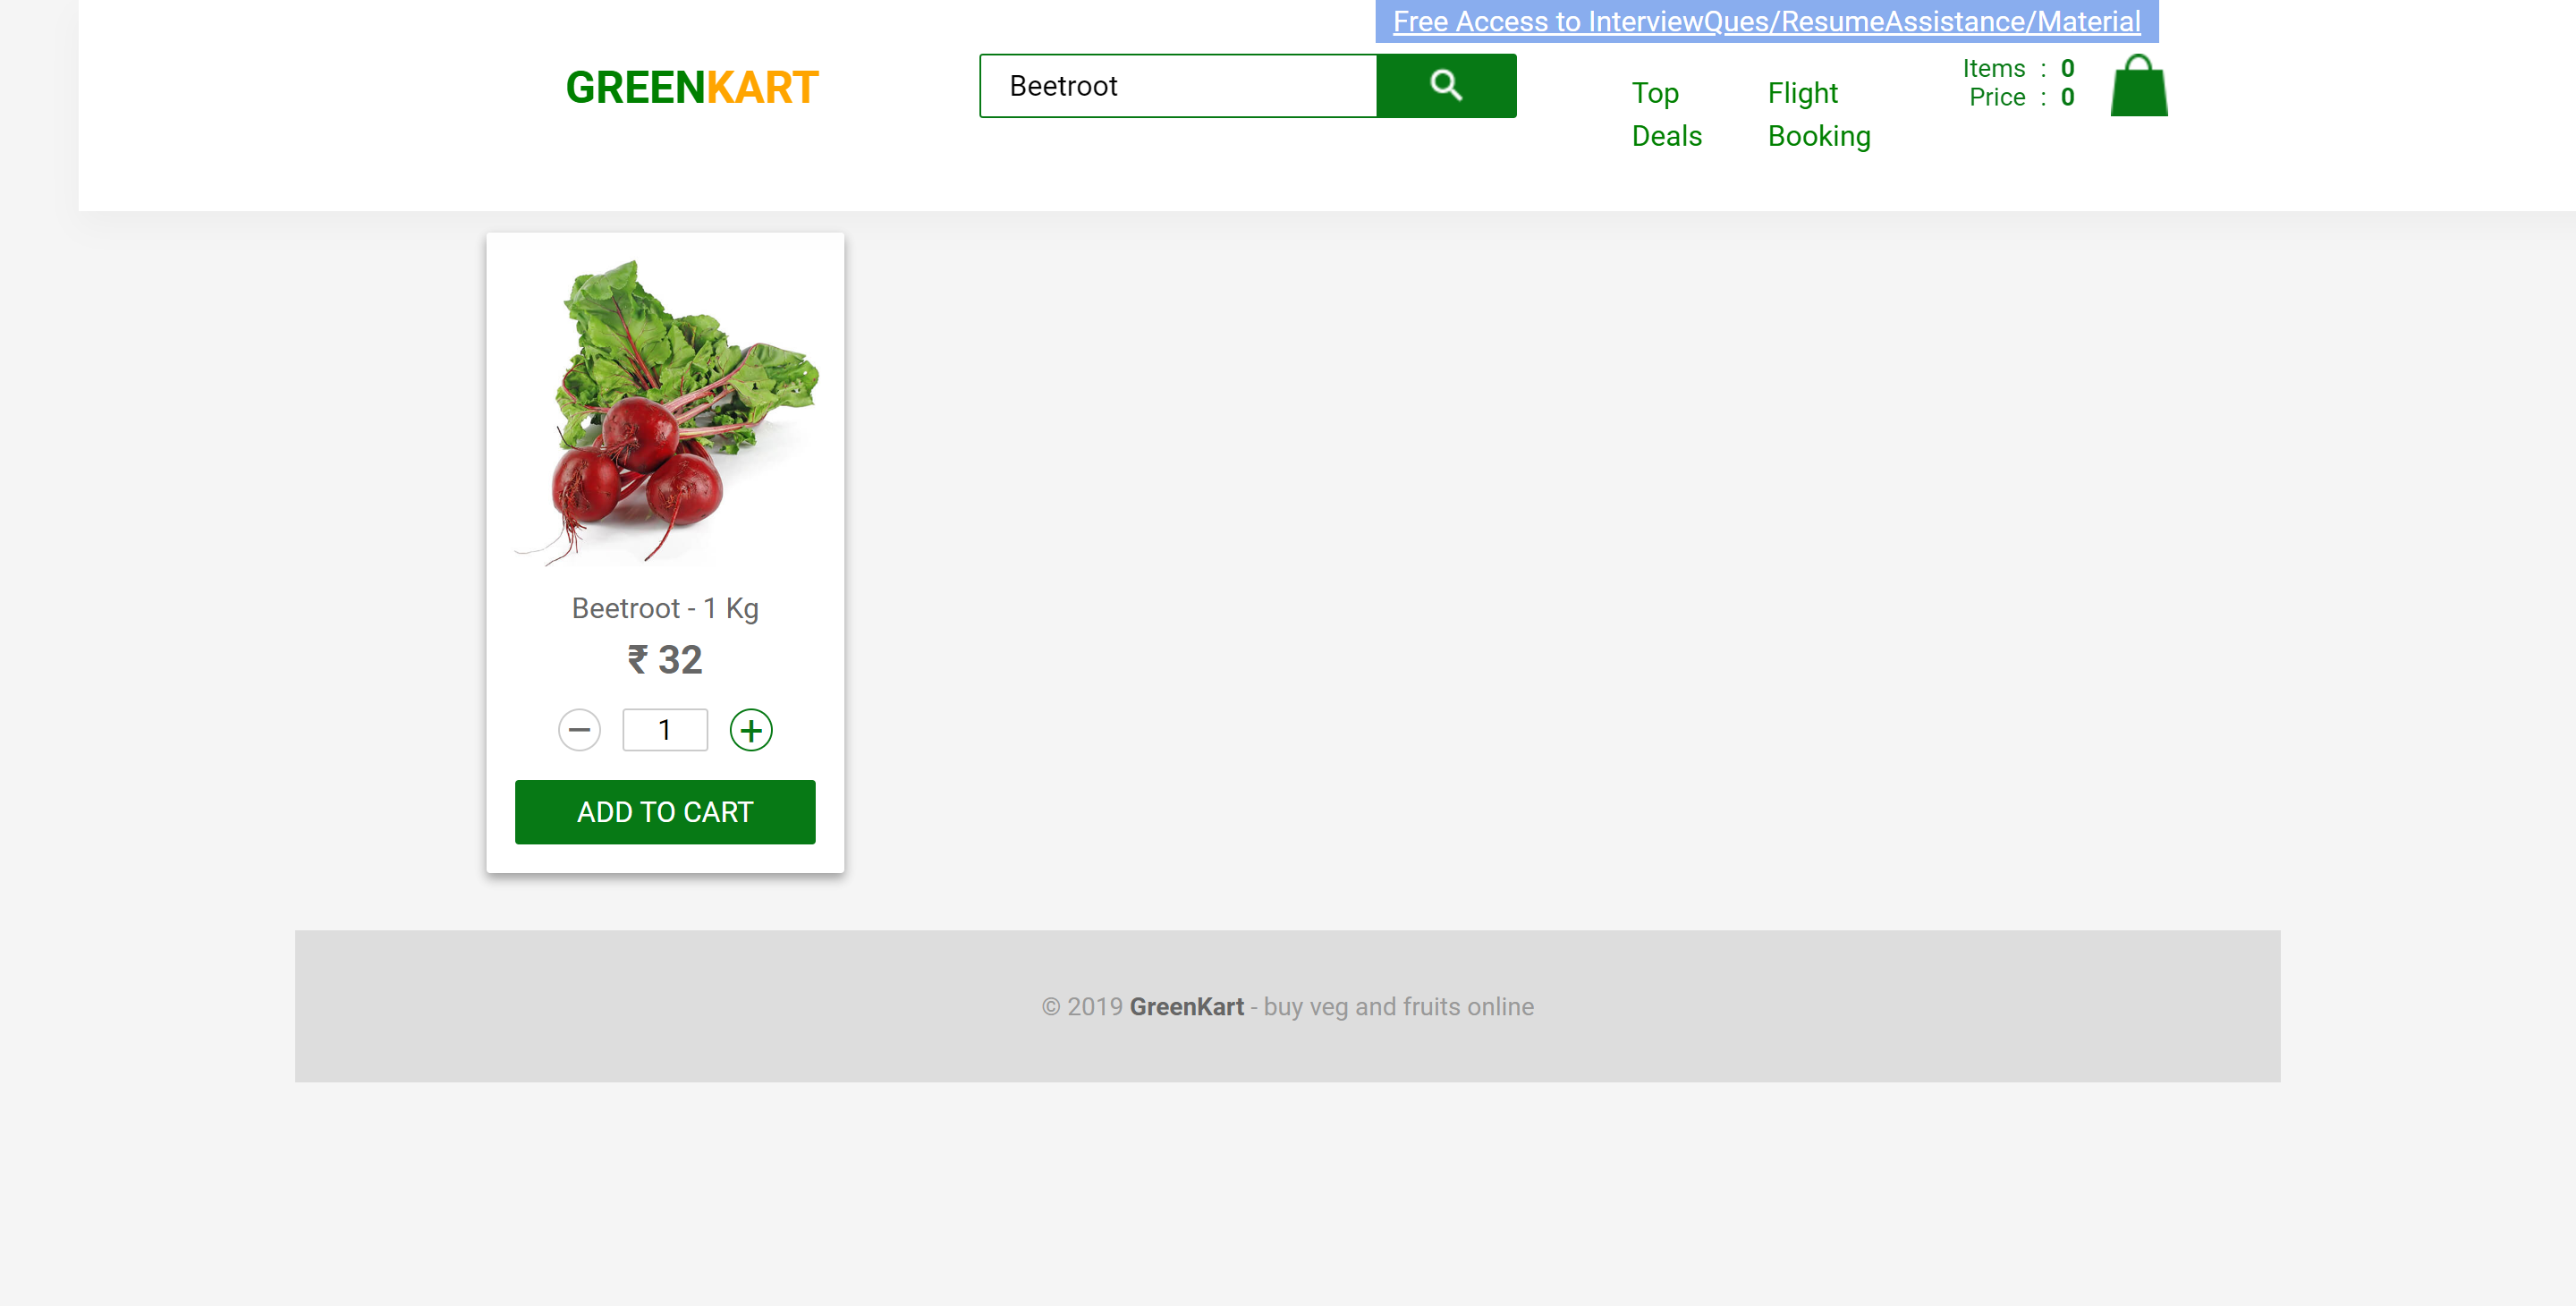 Free Access to InterviewQues/ResumeAssistance/Material
GREENKART
Beetroot
Top Deals
Flight Booking
Items : 0
Price : 0
Beetroot - 1 Kg
₹ 32
− 1 +
ADD TO CART
© 2019 GreenKart - buy veg and fruits online